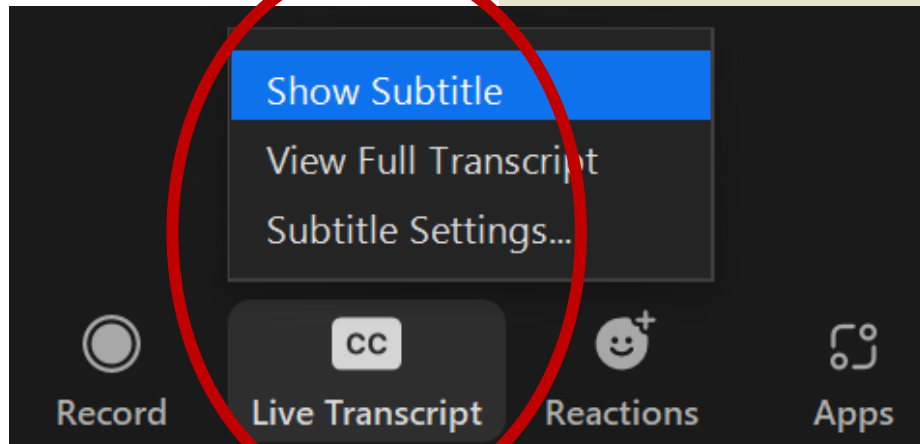 Show Subtitle
View Full Transcript
Subtitle Settings...
CC
Record Live Transcript Reactions Apps